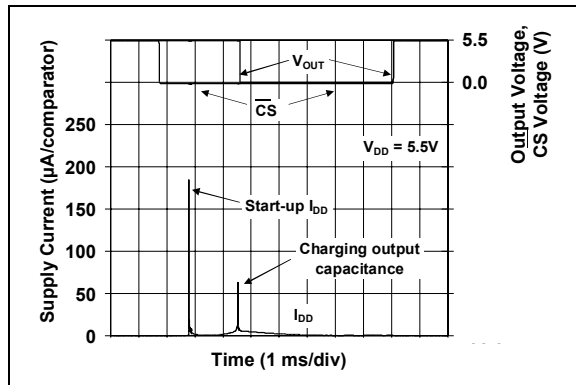 V_OUT
CS
V_DD = 5.5V
Start-up I_DD
Charging output
capacitance
I_DD
250
200
150
100
50
0
Supply Current (µA/comparator)
5.5
0.0
Output Voltage,
CS Voltage (V)
Time (1 ms/div)